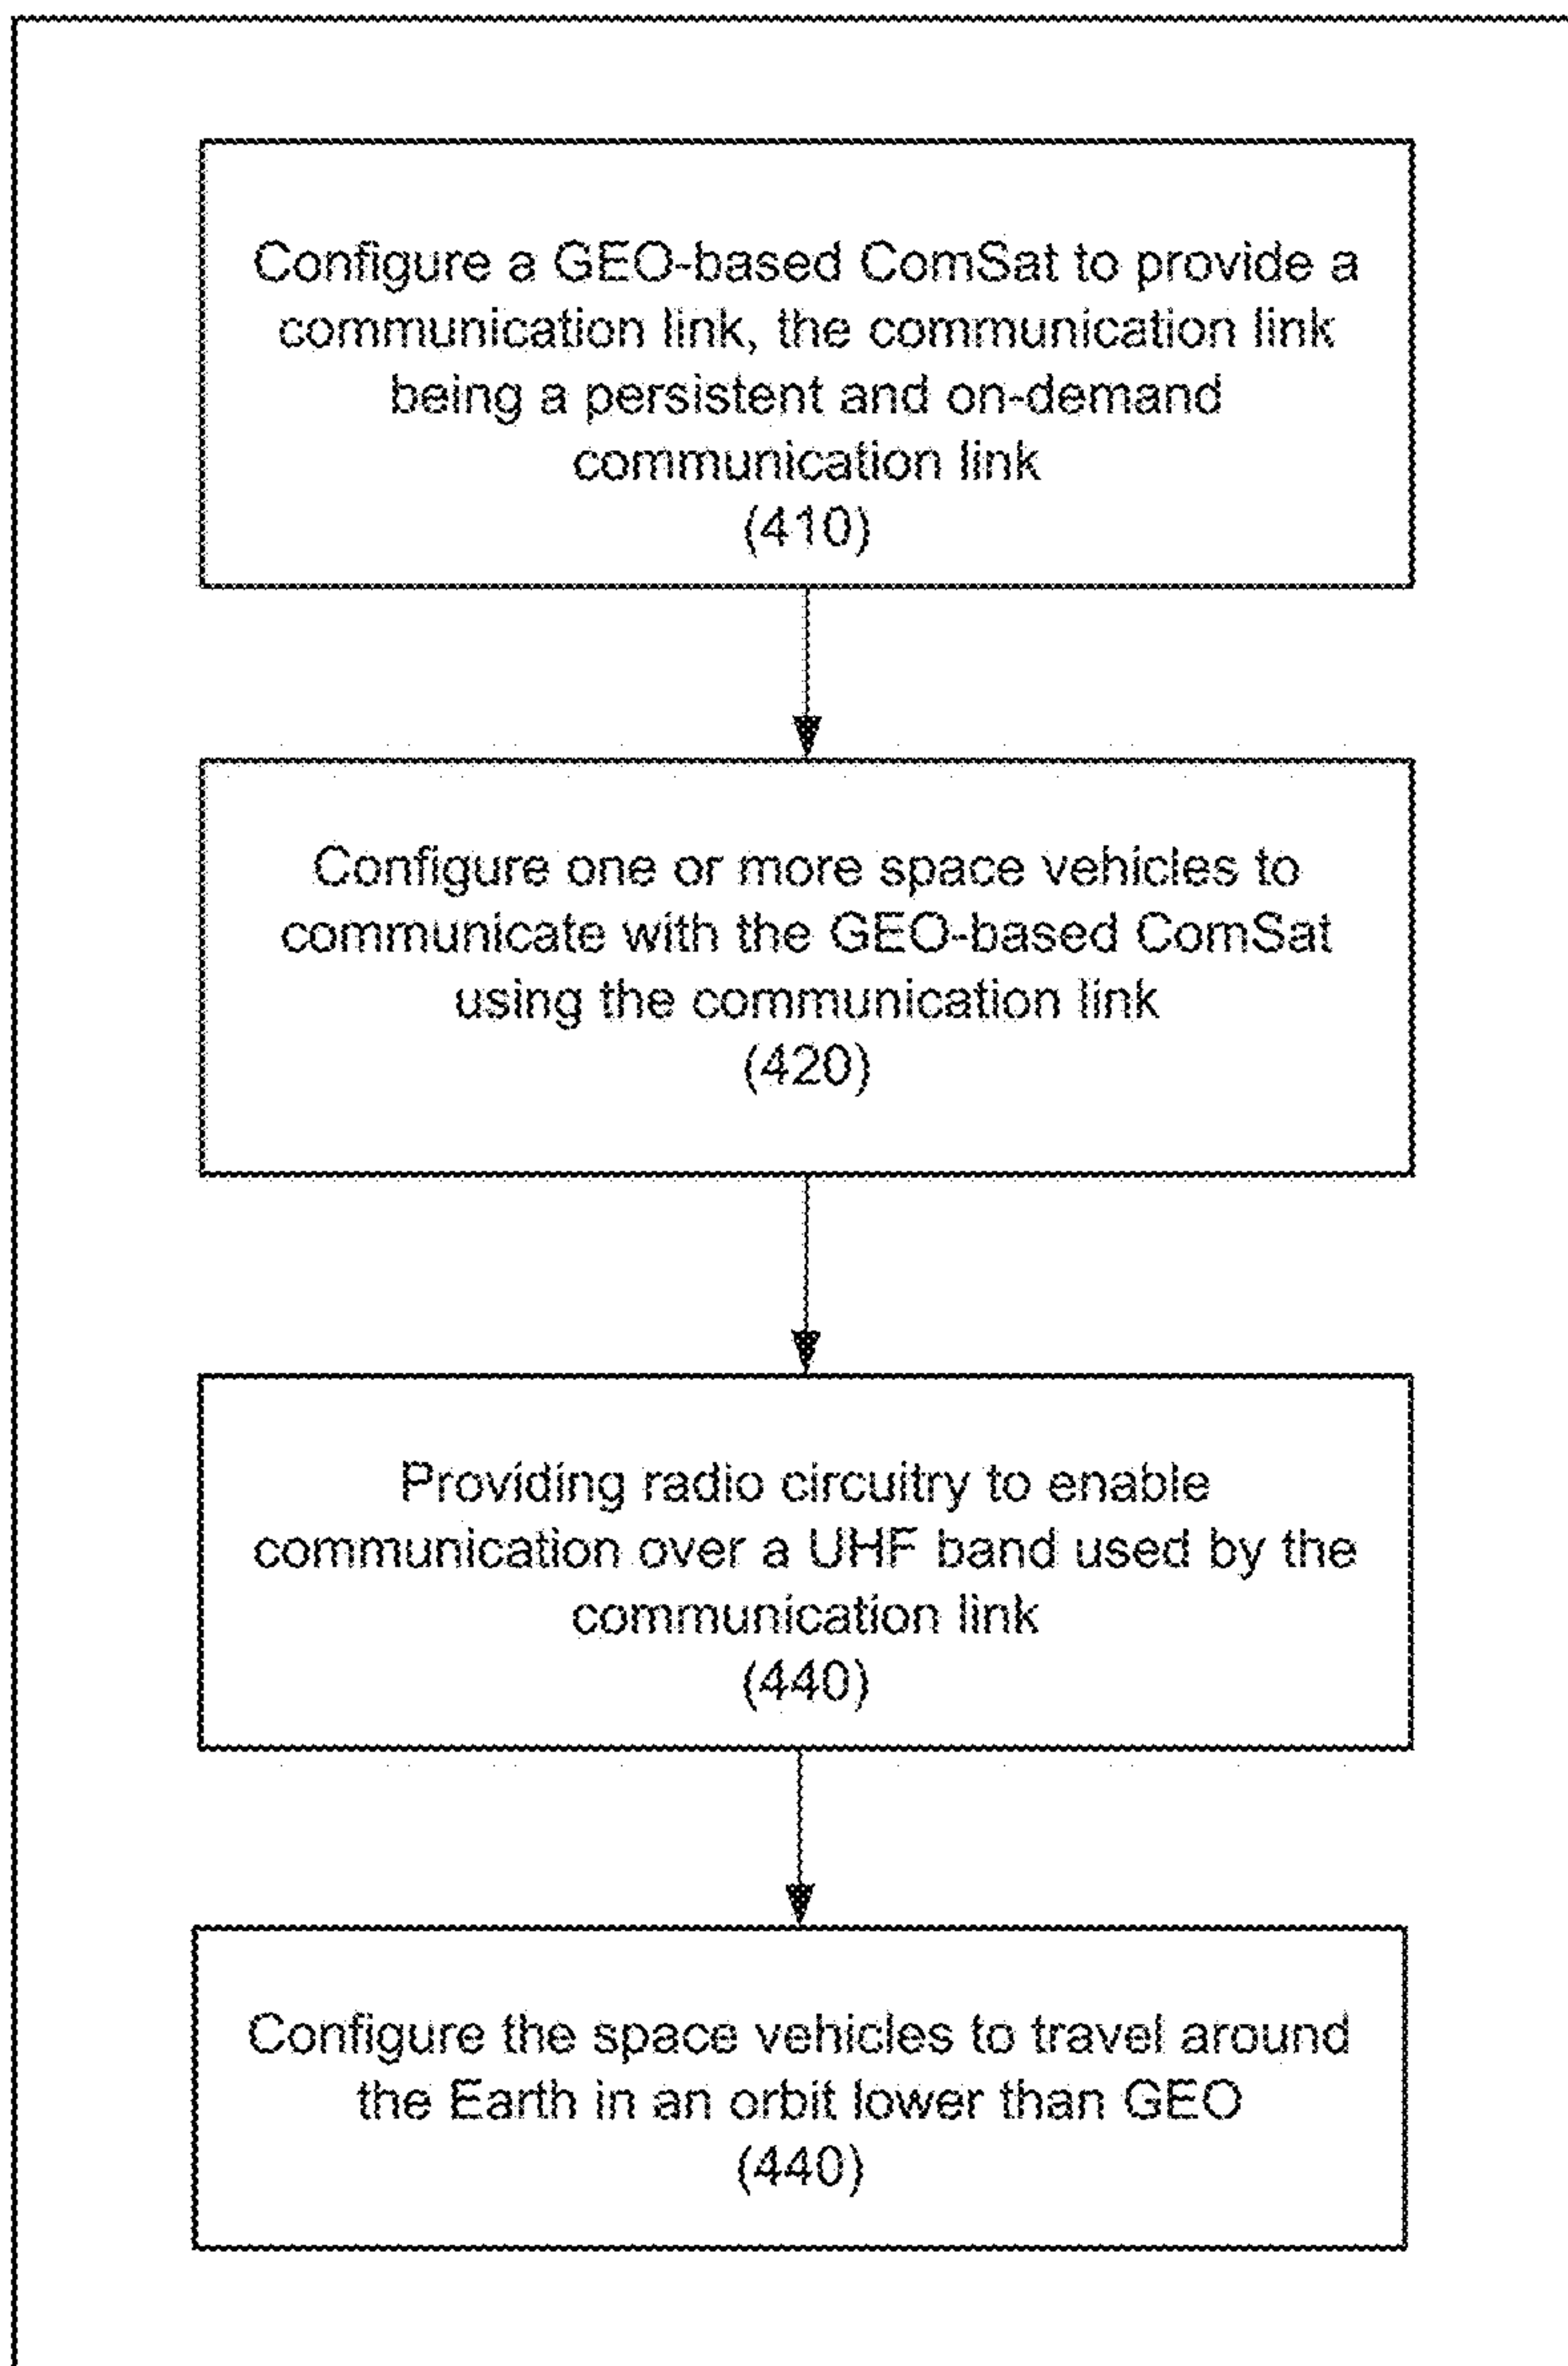 Configure a GEO-based ComSat to provide a
communication link, the communication link
being a persistent and on-demand
communication link
(410)
Configure one or more space vehicles to
communicate with the GEO-based ComSat
using the communication link
(420)
Providing radio circuitry to enable
communication over a UHF band used by the
communication link
(440)
Configure the space vehicles to travel around
the Earth in an orbit lower than GEO
(440)